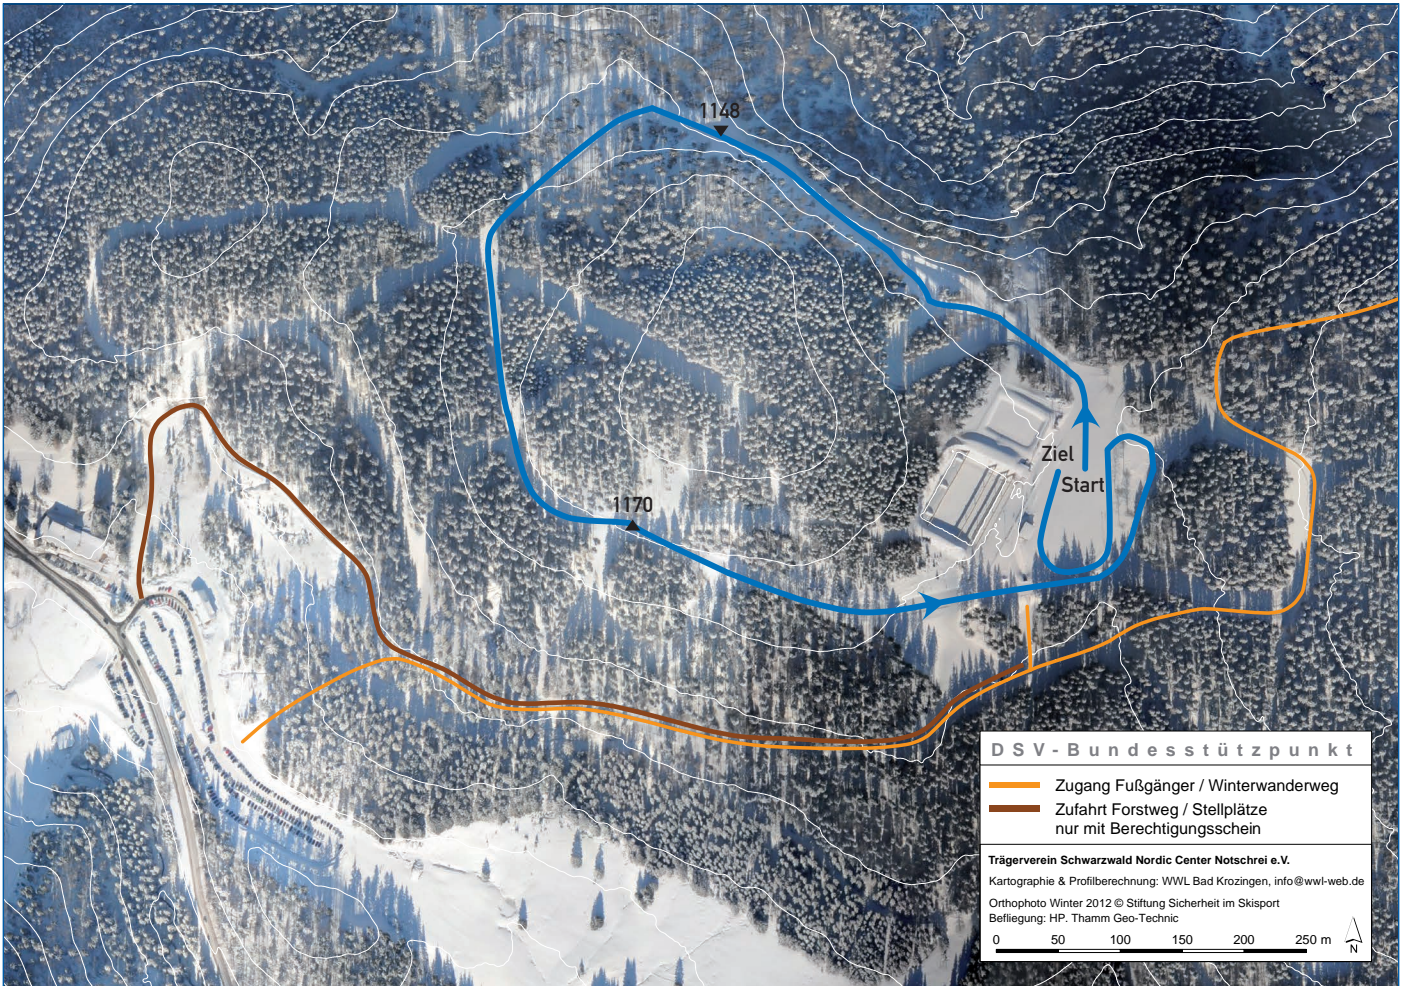 1148
1170
Ziel
Start
DSV-Bundesstützpunkt
Zugang Fußgänger / Winterwanderweg
Zufahrt Forstweg / Stellplätze
nur mit Berechtigungsschein
Trägerverein Schwarzwald Nordic Center Notschrei e.V.
Kartographie & Profilberechnung: WWL Bad Krozingen, info@wwl-web.de
Orthophoto Winter 2012 © Stiftung Sicherheit im Skisport
Befliegung: HP. Thamm Geo-Technic
0 50 100 150 200 250 m
N